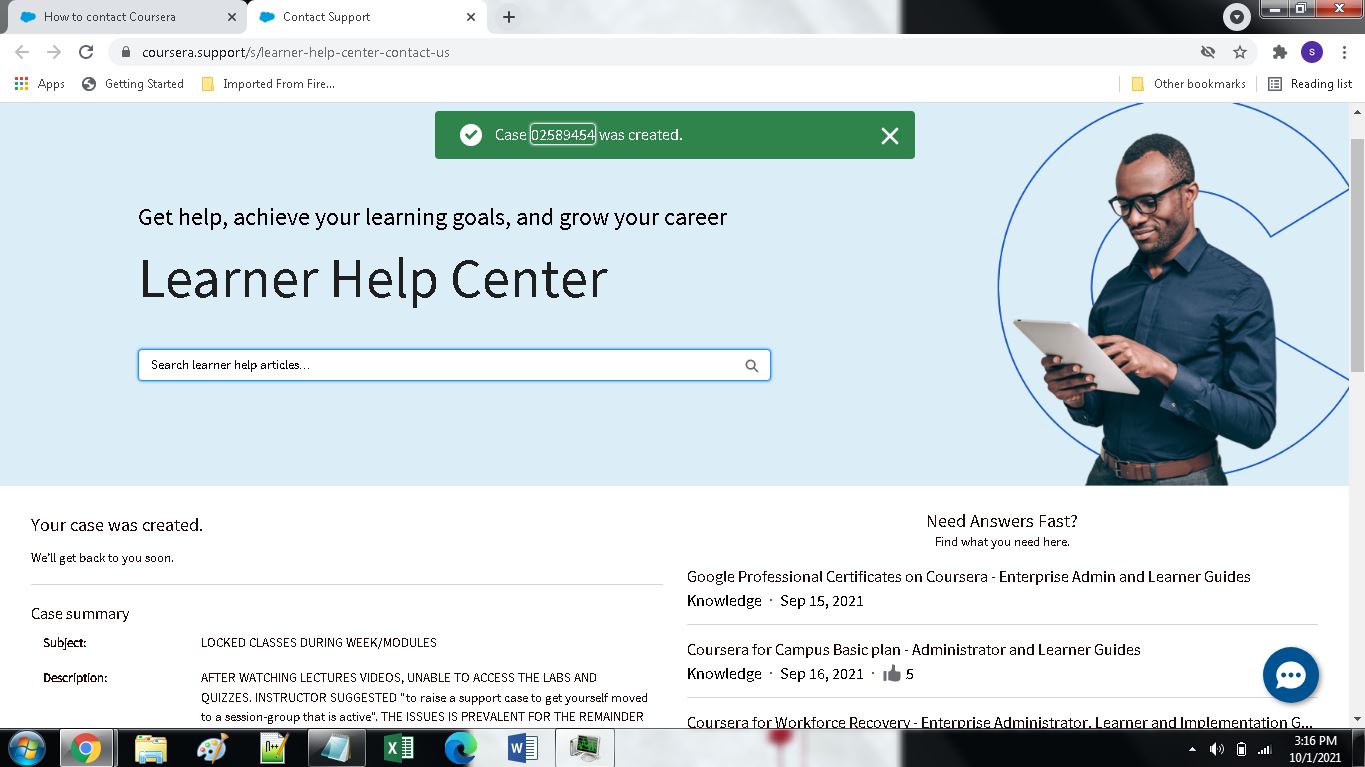 How to contact Coursera
Contact Support
coursera.support/s/learner-help-center-contact-us
S
Apps
Getting Started
Imported From Fire...
Other bookmarks
Reading list
Case 02589454 was created.
Get help, achieve your learning goals, and grow your career
Learner Help Center
Search learner help articles...
Your case was created.
We'll get back to you soon.
Case summary
Subject: LOCKED CLASSES DURING WEEK/MODULES
Description: AFTER WATCHING LECTURES VIDEOS, UNABLE TO ACCESS THE LABS AND
QUIZZES. INSTRUCTOR SUGGESTED "to raise a support case to get yourself moved
to a session-group that is active". THE ISSUES IS PREVALENT FOR THE REMAINDER
Need Answers Fast?
Find what you need here.
Google Professional Certificates on Coursera - Enterprise Admin and Learner Guides
Knowledge · Sep 15, 2021
Coursera for Campus Basic plan - Administrator and Learner Guides
Knowledge · Sep 16, 2021 · 5
Coursera for Workforce Recovery - Enterprise Administrator, Learner and Implementation G...
3:16 PM
10/1/2021